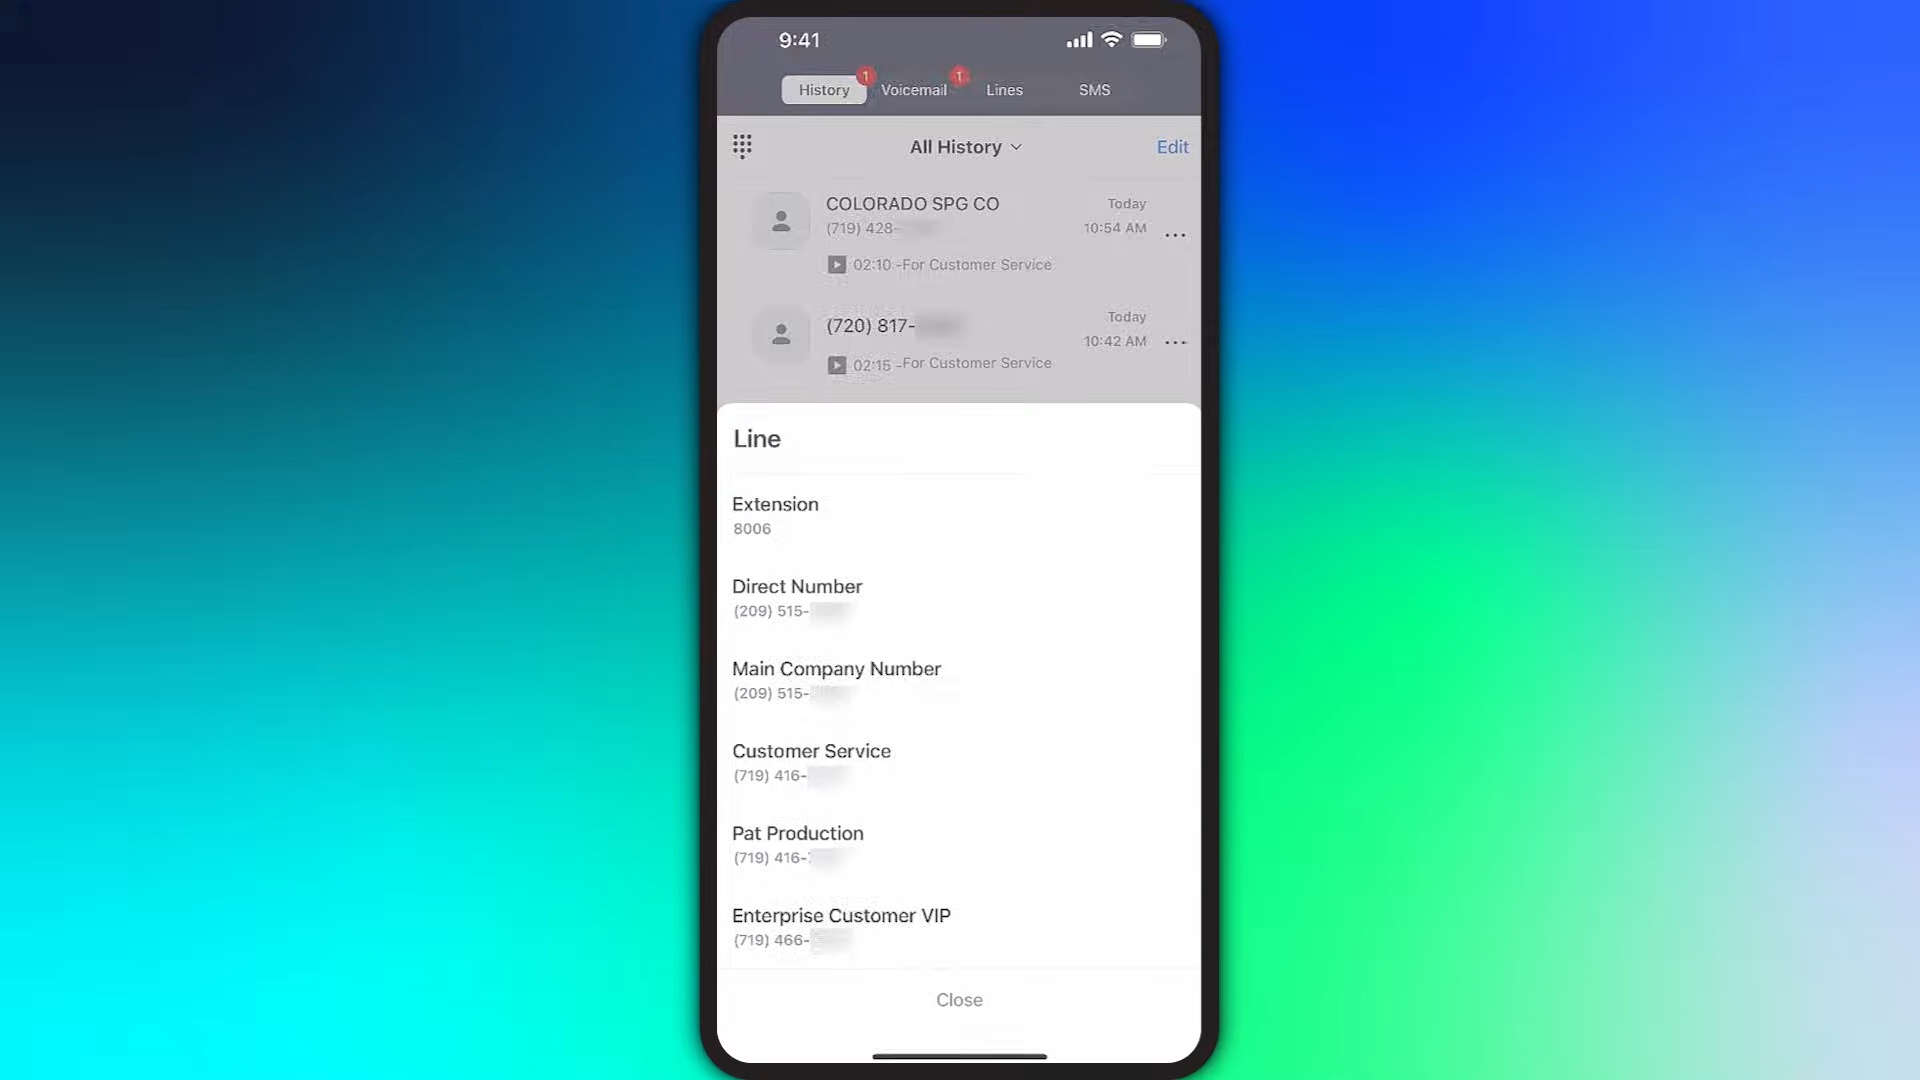 9:41
History 1 Voicemail 1 Lines SMS
All History Edit
COLORADO SPG CO Today
(719) 428- 10:54 AM
02:10 -For Customer Service
(720) 817- Today
10:42 AM
02:15 -For Customer Service
Line
Extension
8006
Direct Number
(209) 515-
Main Company Number
(209) 515-
Customer Service
(719) 416-
Pat Production
(719) 416-
Enterprise Customer VIP
(719) 466-
Close